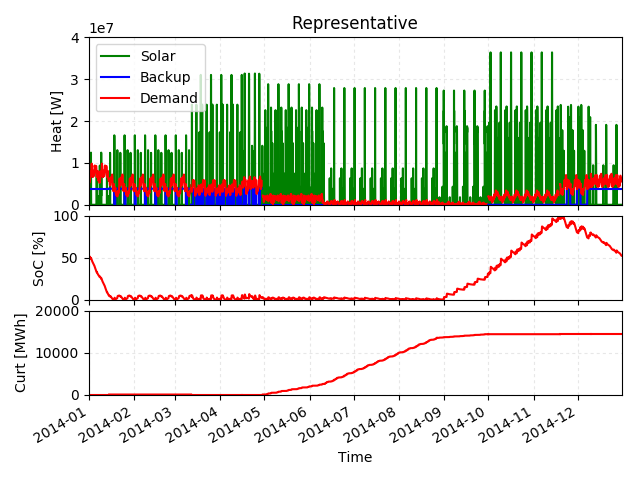 Representative
1e7
4
3
2
1
0
Heat [W]
Solar
Backup
Demand
100
50
0
SoC [%]
20000
10000
0
Curt [MWh]
2014-01
2014-02
2014-03
2014-04
2014-05
2014-06
2014-07
2014-08
2014-09
2014-10
2014-11
2014-12
Time